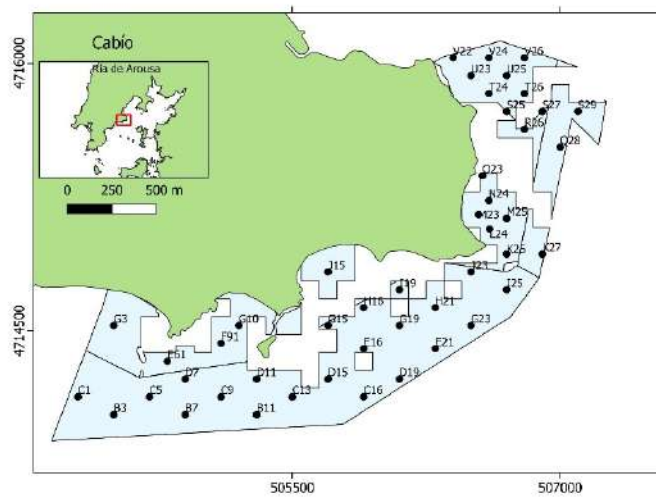 Cabío
Ría de Arousa
0 250 500 m
4716000
4714500
505500
507000
V22 V24 V26
U23 U25
T24 T26
S25 S27 S29
R26
Q28
O23
N24
M23 M25
L24
K25 K27
J15 J23
I19 I25
H18 H21
G3 G10 G15 G19 G23
F91 F16 F21
E61
D7 D11 D15 D19
C1 C5 C9 C13 C16
B3 B7 B11